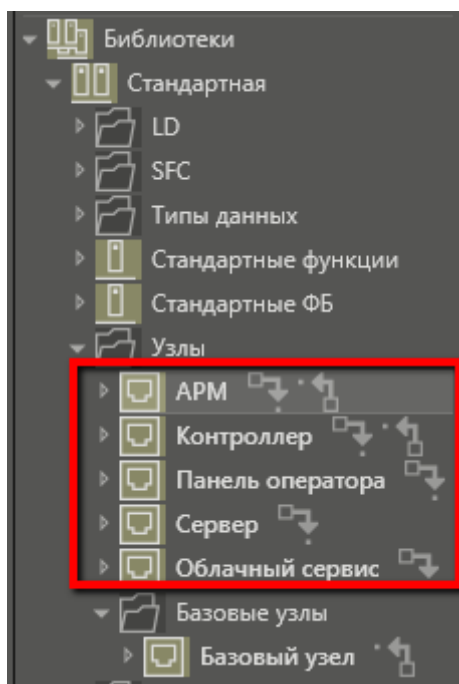 Библиотеки
Стандартная
LD
SFC
Типы данных
Стандартные функции
Стандартные ФБ
Узлы
АРМ
Контроллер
Панель оператора
Сервер
Облачный сервис
Базовые узлы
Базовый узел